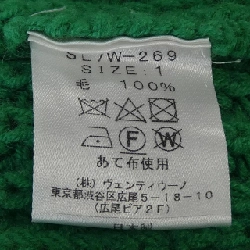 SL/W-269
SIZE:1
毛 100%
F W
あて布使用
(株) ヴェンティウーノ
東京都渋谷区広尾5-18-10
(広尾ピア2F)
日本製